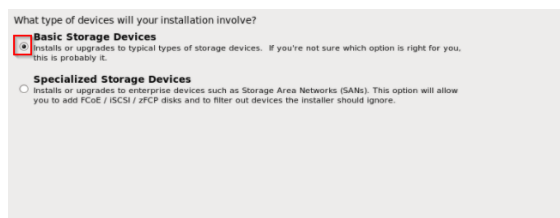 What type of devices will your installation involve?
Basic Storage Devices
Installs or upgrades to typical types of storage devices. If you're not sure which option is right for you,
this is probably it.
Specialized Storage Devices
Installs or upgrades to enterprise devices such as Storage Area Networks (SANs). This option will allow
you to add FCoE / iSCSI / zFCP disks and to filter out devices the installer should ignore.